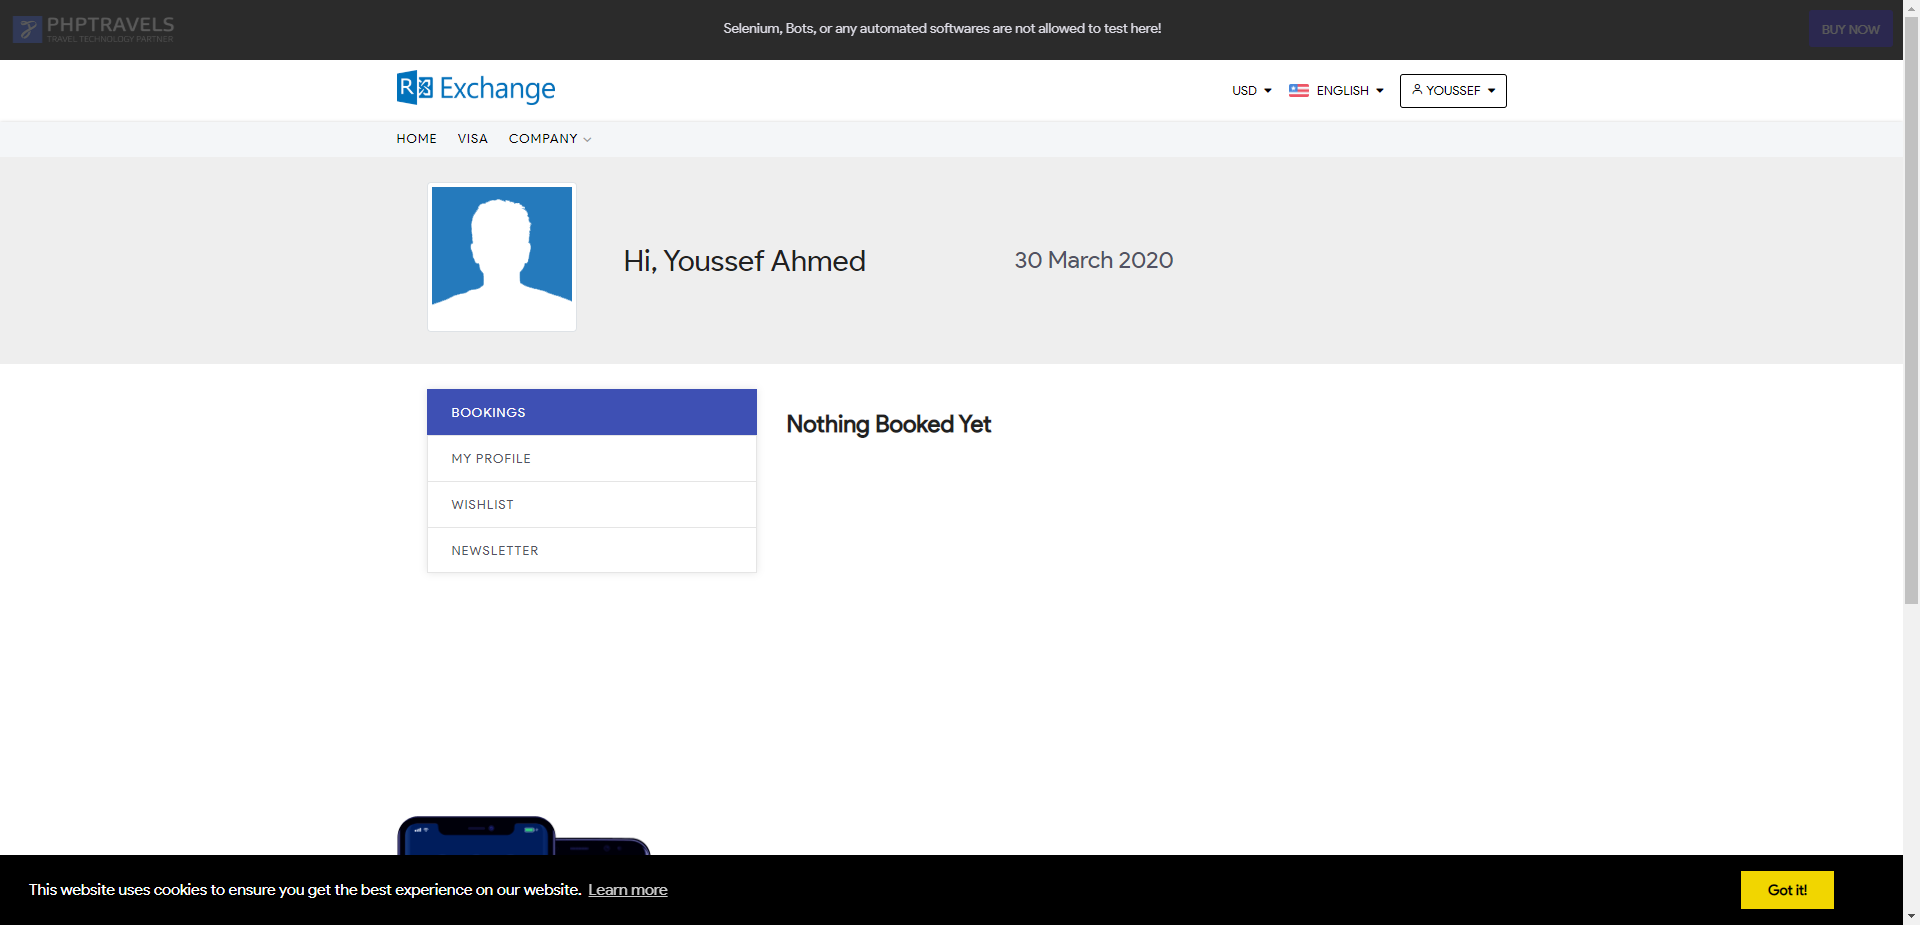 PHPTRAVELS
TRAVEL TECHNOLOGY PARTNER
Selenium, Bots, or any automated softwares are not allowed to test here!
BUY NOW
R Exchange
USD
ENGLISH
YOUSSEF
HOME
VISA
COMPANY
Hi, Youssef Ahmed
30 March 2020
BOOKINGS
MY PROFILE
WISHLIST
NEWSLETTER
Nothing Booked Yet
This website uses cookies to ensure you get the best experience on our website. Learn more
Got it!